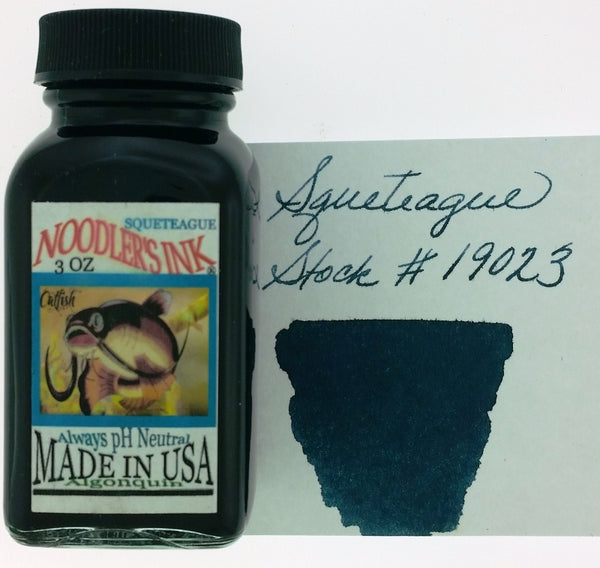 SQUETEAGUE
NOODLER'S INK®
3 OZ
Catfish
Always pH Neutral
MADE IN USA
Algonquin
Squeteague
Stock # 19023